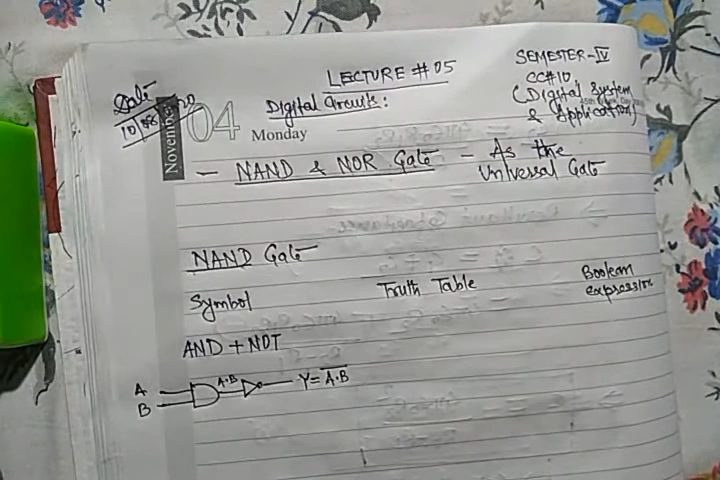 LECTURE # 05
SEMESTER-IV
CC#10
(Digital System
& Application)
Date
November
04
Monday
Digital Circuits:
- NAND & NOR Gate - As the
Universal Gate
NAND Gate
Symbol Truth Table Boolean
expression
AND + NOT
A
B
A·B
Y = \overline{A·B}